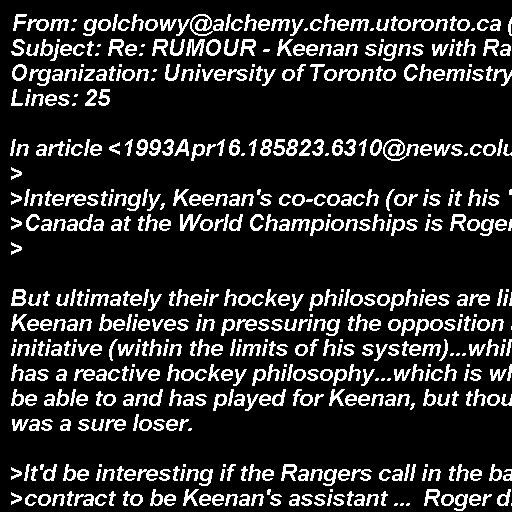 From: golchowy@alchemy.chem.utoronto.ca (
Subject: Re: RUMOUR - Keenan signs with Ra
Organization: University of Toronto Chemistry
Lines: 25

In article <1993Apr16.185823.6310@news.colu
>
>Interestingly, Keenan's co-coach (or is it his "
>Canada at the World Championships is Roger
>

But ultimately their hockey philosophies are li
Keenan believes in pressuring the opposition
initiative (within the limits of his system)...whil
has a reactive hockey philosophy...which is wh
be able to and has played for Keenan, but thou
was a sure loser.

>It'd be interesting if the Rangers call in the ba
>contract to be Keenan's assistant ...  Roger d